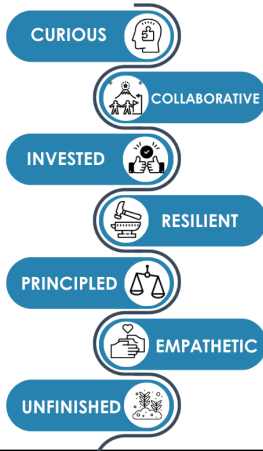 CURIOUS
COLLABORATIVE
INVESTED
RESILIENT
PRINCIPLED
EMPATHETIC
UNFINISHED